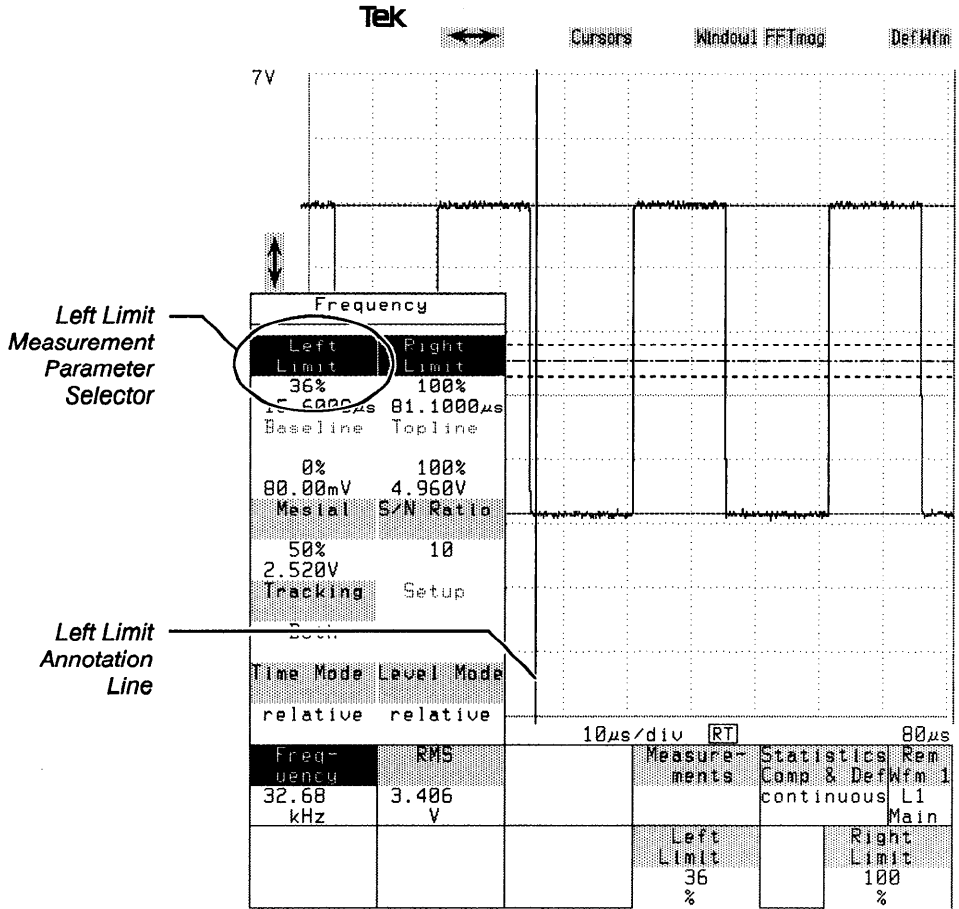 Tek
Cursors Window1 FFTmag DefWfm
7V
Frequency
Left Limit
Measurement
Parameter
Selector
Left
Limit
36%
Right
Limit
100%
81.1000µs
Baseline Topline
0% 100%
80.00mV 4.960V
Mesial S/N Ratio
50% 10
2.520V
Tracking Setup
Both
Left Limit
Annotation
Line
Time Mode Level Mode
relative relative
10µs/div RT 80µs
Freq-
uency
32.68
kHz
RMS
3.406
V
Measure-
ments
Statistics
Comp & Def
continuous
Rem
Wfm 1
L1
Main
Left
Limit
36
%
Right
Limit
100
%